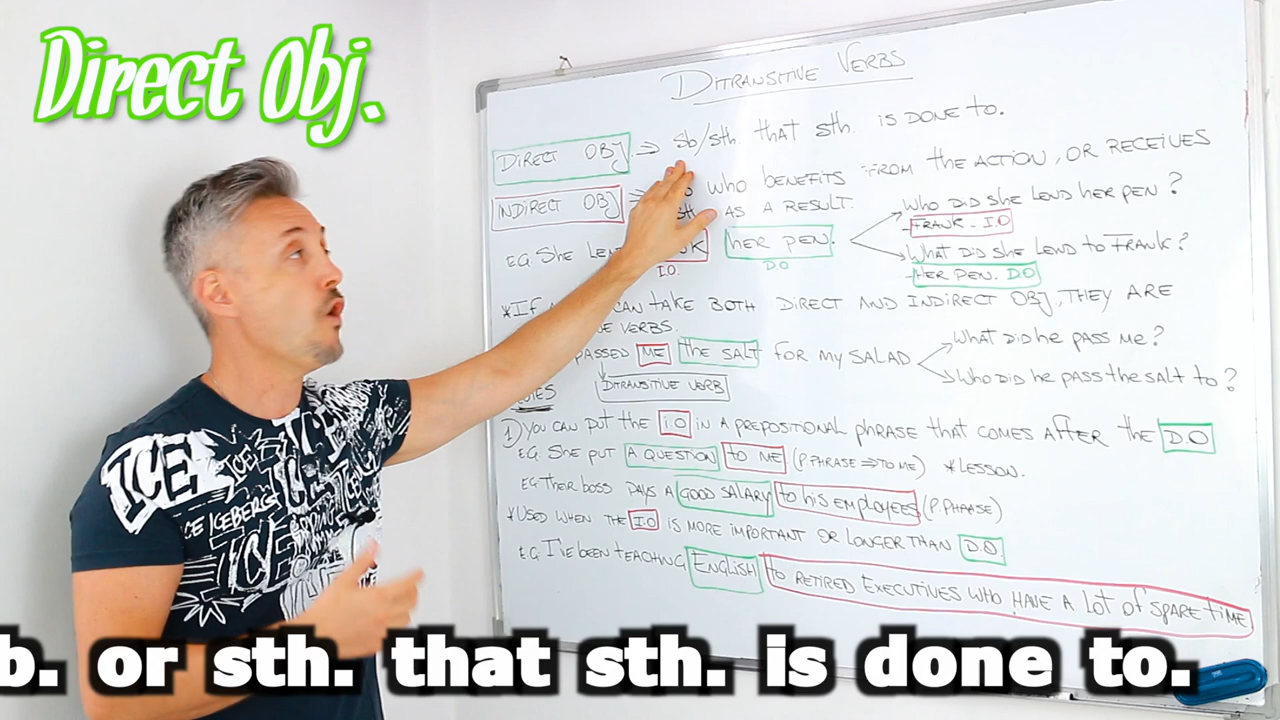 Direct Obj.
DITRANSITIVE VERBS
DIRECT OBJ ⇒ sb/sth. that sth. is DONE to.
INDIRECT OBJ ⇒ WHO BENEFITS FROM the ACTION, OR RECEIVES
sth. AS A RESULT.
E.G. SHE her pen.
I.O. D.O
Who did she lend her pen?
- FRANK - I.O
What did she lend to Frank?
- HER PEN. DO
*IF CAN TAKE BOTH DIRECT AND INDIRECT OBJ, THEY ARE
VERBS.
PASSED ME the SALT FOR MY SALAD
What did he pass me?
Who did he pass the salt to?
DITRANSITIVE VERB
1) YOU CAN PUT the I.O IN A PREPOSITIONAL PHRASE that COMES AFTER the D.O
E.G. She put A QUESTION to ME (P.PHRASE ⇒ TO ME) *LESSON.
E.G. Their boss pays a GOOD SALARY to his employees (P.PHRASE)
*USED WHEN THE I.O IS MORE IMPORTANT OR LONGER THAN D.O
E.G. I've been teaching ENGLISH to RETIRED EXECUTIVES WHO HAVE A LOT OF SPARE TIME
b. or sth. that sth. is done to.
ICE ICEBERG